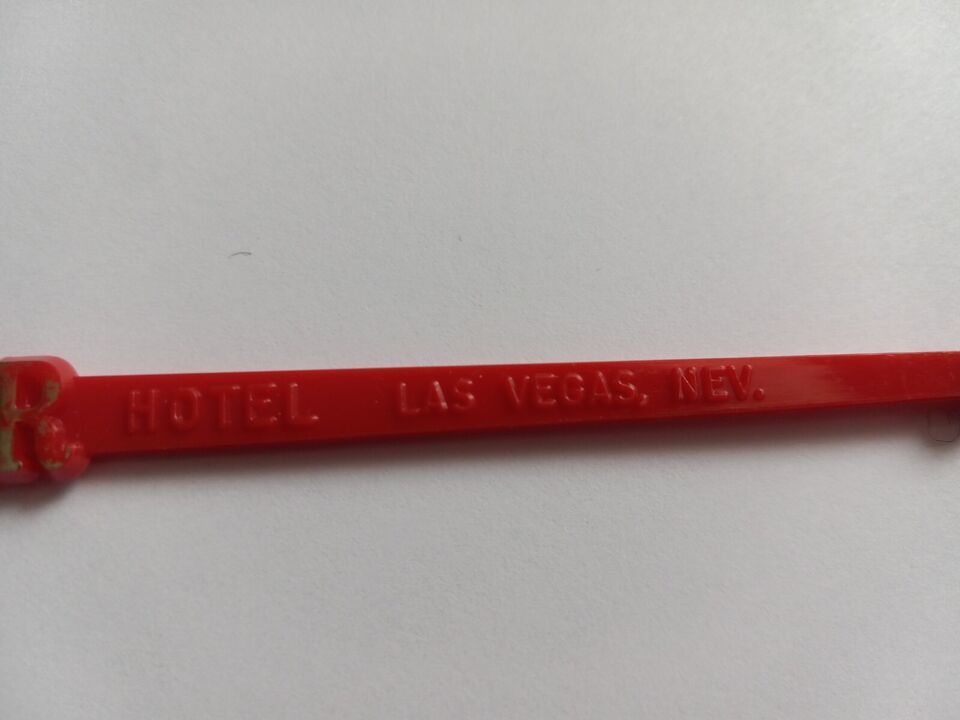 R HOTEL LAS VEGAS, NEV.